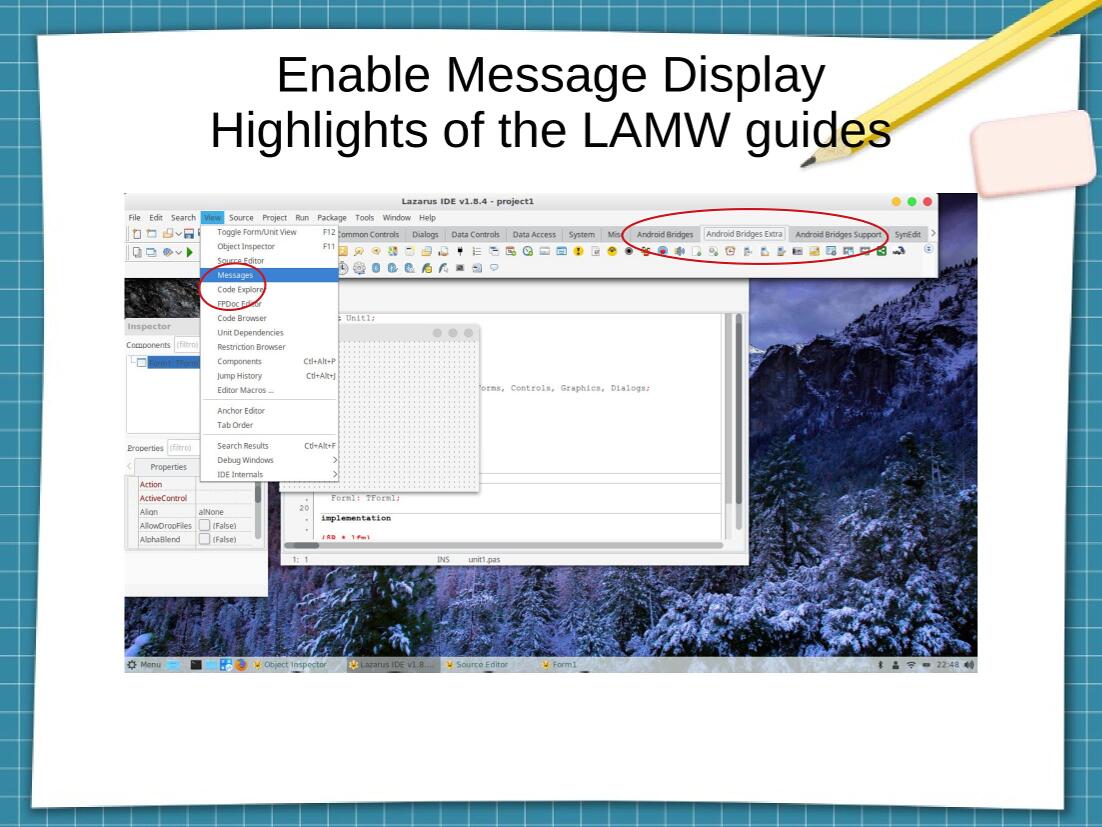 Enable Message Display
Highlights of the LAMW guides
Lazarus IDE v1.8.4 - project1
File Edit Search View Source Project Run Package Tools Window Help
Toggle Form/Unit View F12
Common Controls Dialogs Data Controls Data Access System Misc Android Bridges Android Bridges Extra Android Bridges Support SynEdit
Object Inspector F11
Source Editor
Messages
Code Explorer
FPDoc Editor
Code Browser
Unit Dependencies
Restriction Browser
Components Ctl+Alt+P
Jump History Ctl+Alt+J
Editor Macros ...
Anchor Editor
Tab Order
Search Results Ctl+Alt+F
Debug Windows
IDE Internals
Inspector
Components (filtro)
Form1: TForm
Properties (filtro)
Properties
Action
ActiveControl
Align alNone
AllowDropFiles (False)
AlphaBlend (False)
Unit1;
Forms, Controls, Graphics, Dialogs;
Form1: TForm1;
20
implementation
{$R *.lfm}
1: 1 INS unit1.pas
Menu Object Inspector Lazarus IDE v1.8.... Source Editor Form1 22:48